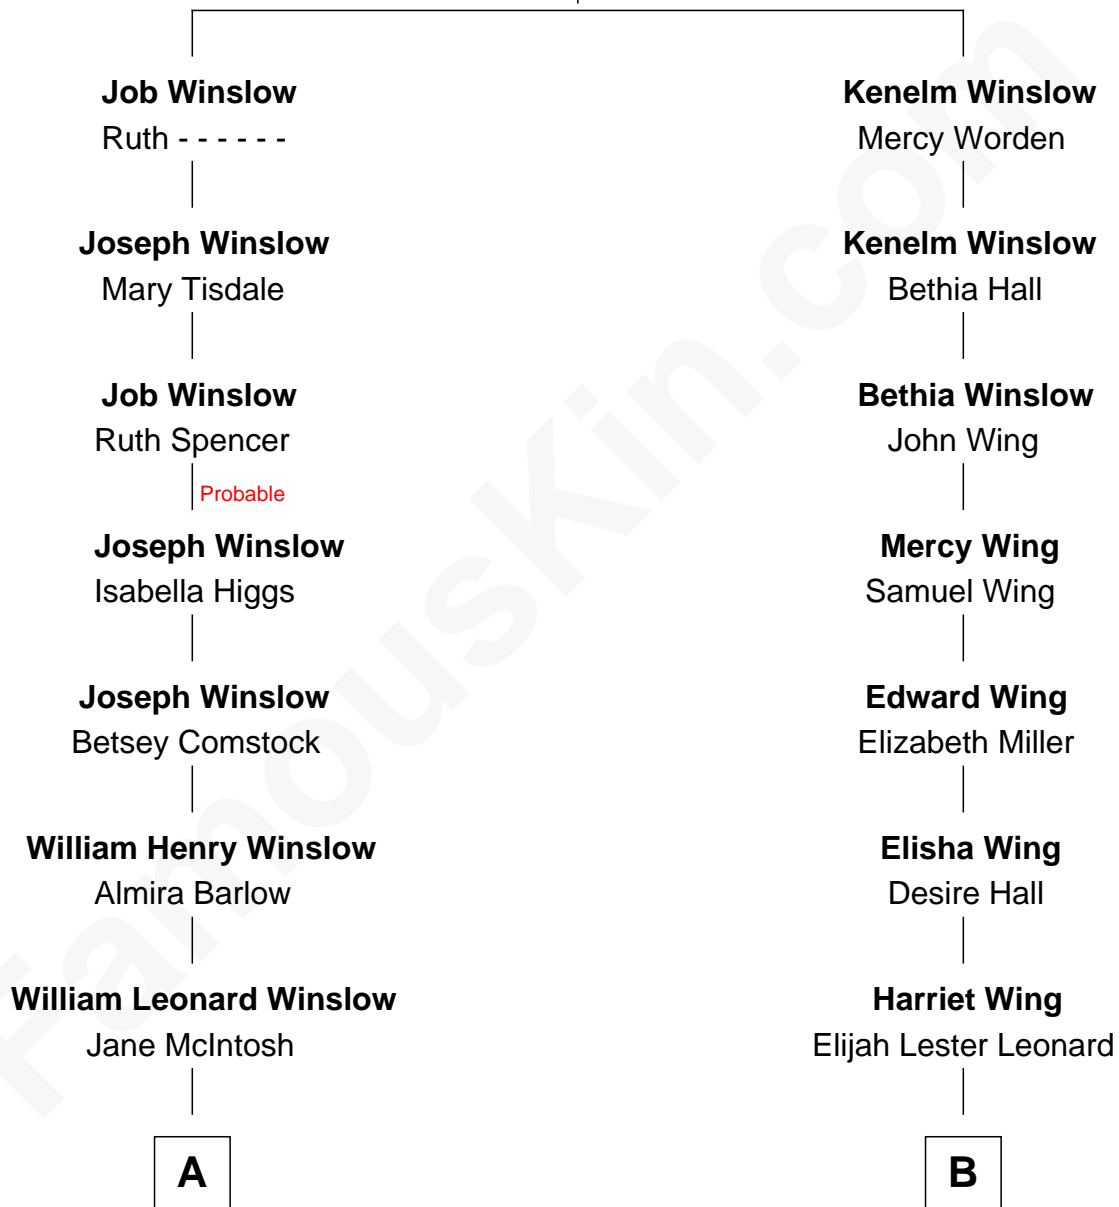 Job Winslow
Ruth - - - - - -
Kenelm Winslow
Mercy Worden
Joseph Winslow
Mary Tisdale
Kenelm Winslow
Bethia Hall
Job Winslow
Ruth Spencer
Bethia Winslow
John Wing
Probable
Joseph Winslow
Isabella Higgs
Mercy Wing
Samuel Wing
Joseph Winslow
Betsey Comstock
Edward Wing
Elizabeth Miller
William Henry Winslow
Almira Barlow
Elisha Wing
Desire Hall
William Leonard Winslow
Jane McIntosh
Harriet Wing
Elijah Lester Leonard
A
B
FamousKin.com